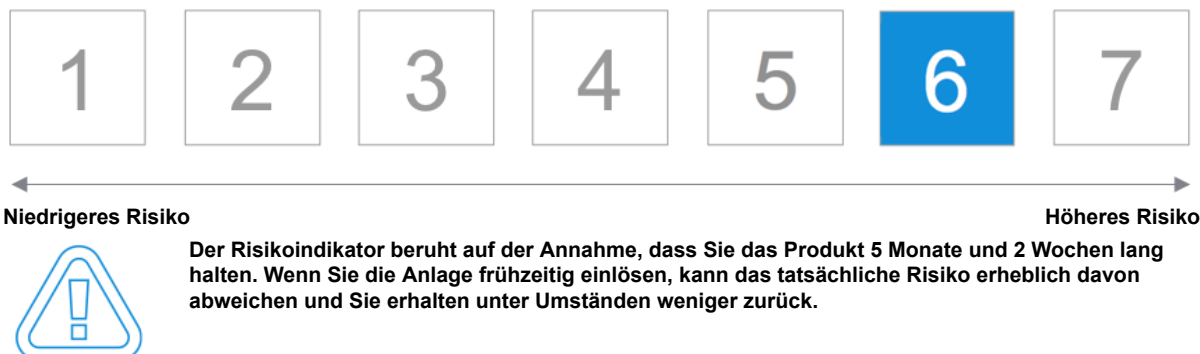 1 2 3 4 5 6 7
Niedrigeres Risiko Höheres Risiko
Der Risikoindikator beruht auf der Annahme, dass Sie das Produkt 5 Monate und 2 Wochen lang
halten. Wenn Sie die Anlage frühzeitig einlösen, kann das tatsächliche Risiko erheblich davon
abweichen und Sie erhalten unter Umständen weniger zurück.